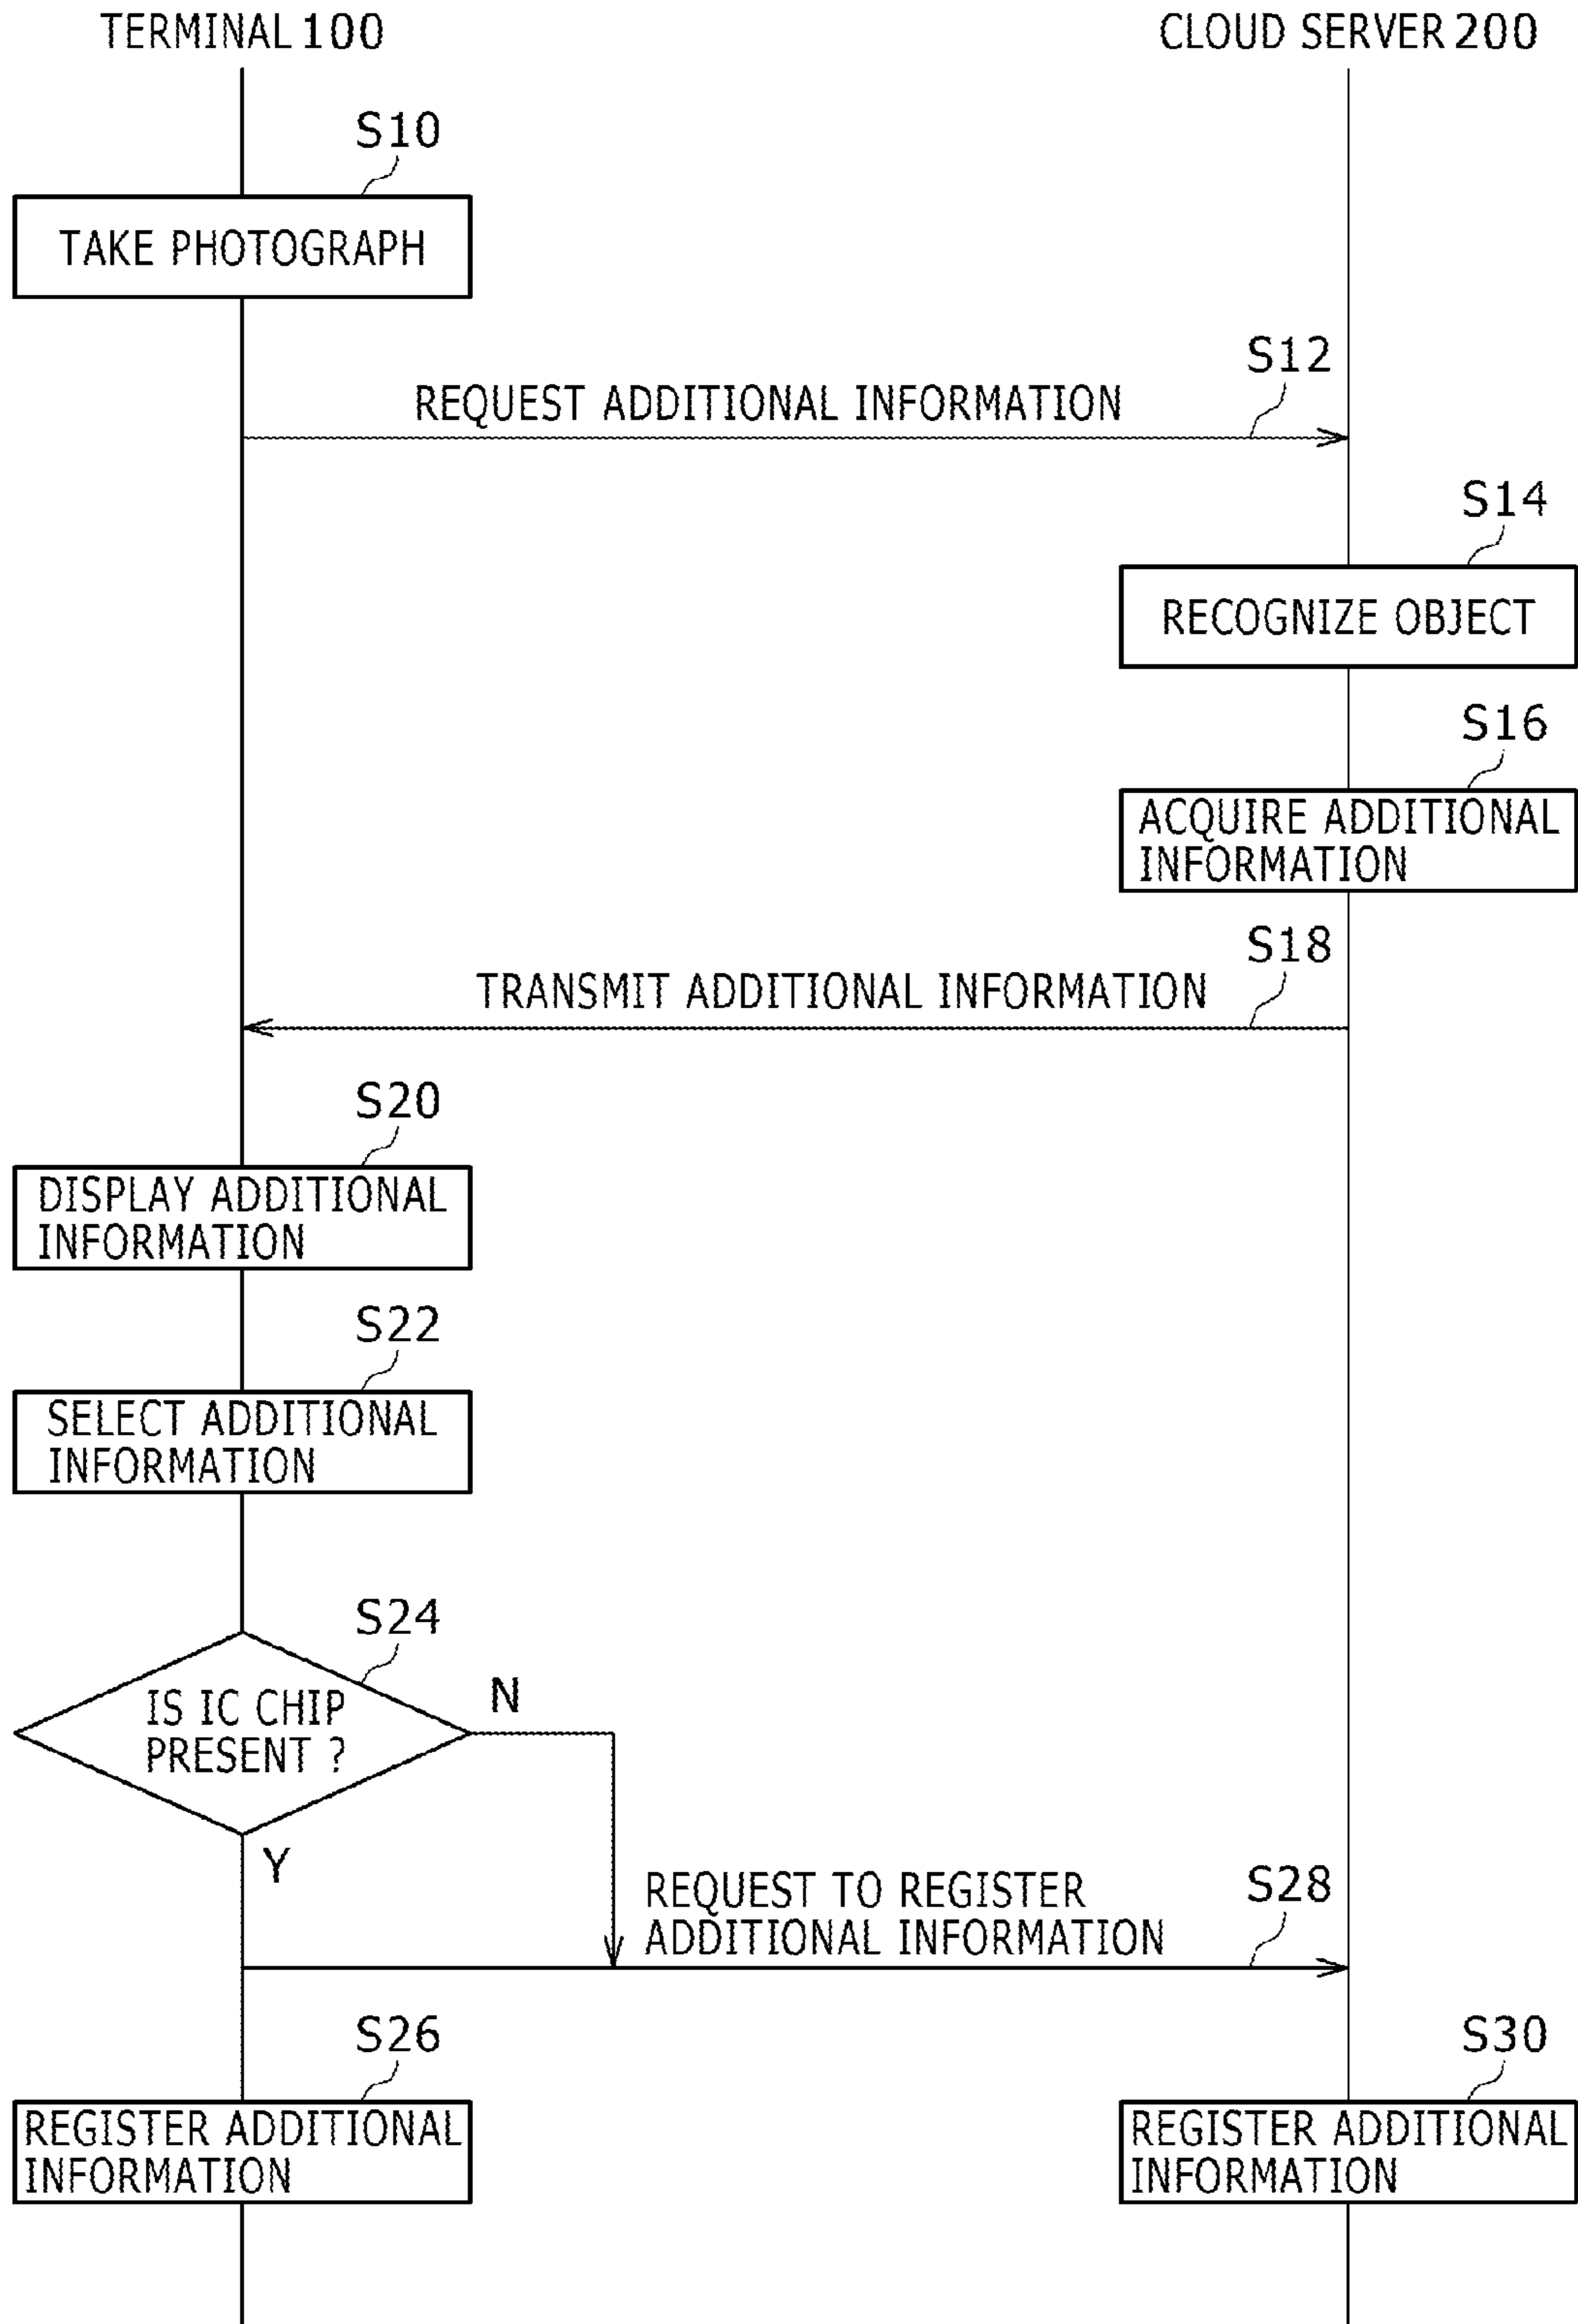 TERMINAL 100
CLOUD SERVER 200
S10
TAKE PHOTOGRAPH
S12
REQUEST ADDITIONAL INFORMATION
S14
RECOGNIZE OBJECT
S16
ACQUIRE ADDITIONAL
INFORMATION
S18
TRANSMIT ADDITIONAL INFORMATION
S20
DISPLAY ADDITIONAL
INFORMATION
S22
SELECT ADDITIONAL
INFORMATION
S24
IS IC CHIP
PRESENT ?
N
Y
REQUEST TO REGISTER
ADDITIONAL INFORMATION
S28
S26
REGISTER ADDITIONAL
INFORMATION
S30
REGISTER ADDITIONAL
INFORMATION